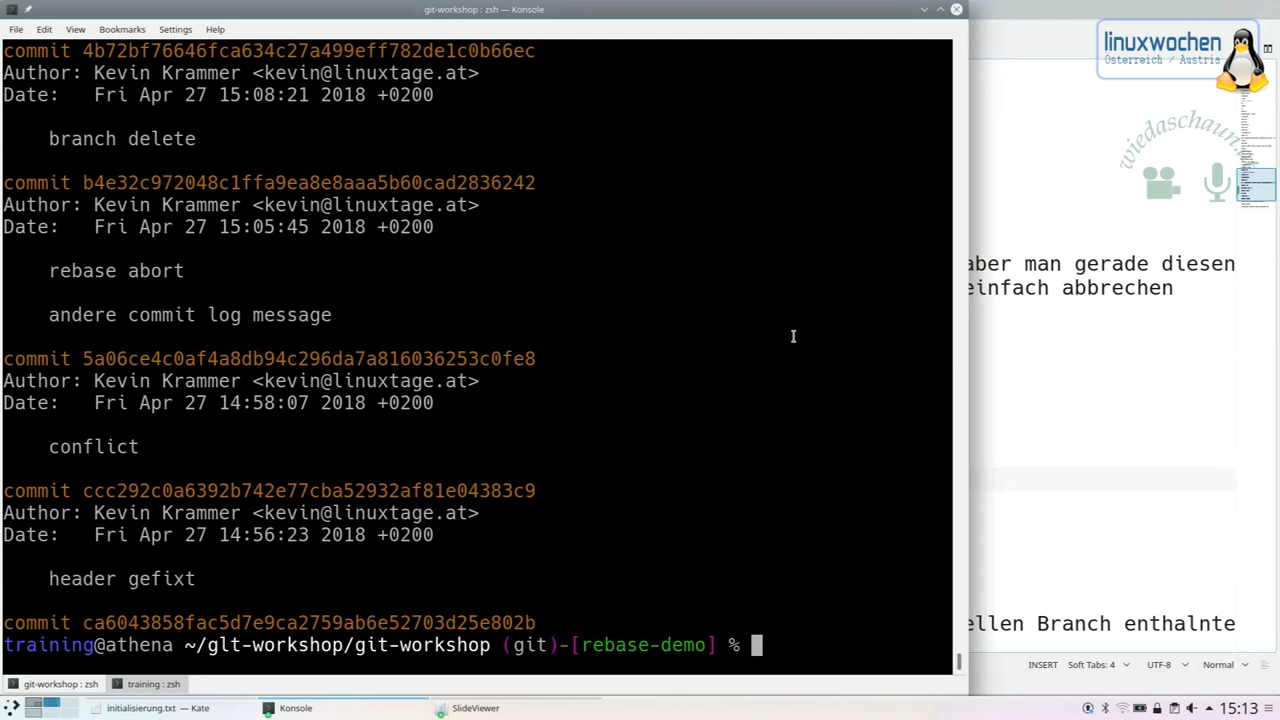 git-workshop : zsh — Konsole
File Edit View Bookmarks Settings Help
commit 4b72bf76646fca634c27a499eff782de1c0b66ec
Author: Kevin Krammer <kevin@linuxtage.at>
Date:   Fri Apr 27 15:08:21 2018 +0200
branch delete
commit b4e32c972048c1ffa9ea8e8aaa5b60cad2836242
Author: Kevin Krammer <kevin@linuxtage.at>
Date:   Fri Apr 27 15:05:45 2018 +0200
rebase abort
andere commit log message
commit 5a06ce4c0af4a8db94c296da7a816036253c0fe8
Author: Kevin Krammer <kevin@linuxtage.at>
Date:   Fri Apr 27 14:58:07 2018 +0200
conflict
commit ccc292c0a6392b742e77cba52932af81e04383c9
Author: Kevin Krammer <kevin@linuxtage.at>
Date:   Fri Apr 27 14:56:23 2018 +0200
header gefixt
commit ca6043858fac5d7e9ca2759ab6e52703d25e802b
training@athena ~/glt-workshop/git-workshop (git)-[rebase-demo] %
git-workshop : zsh training : zsh
linuxwochen
Österreich / Austria
aber man gerade diesen
einfach abbrechen
ellen Branch enthalte
INSERT Soft Tabs: 4 UTF-8 Normal
initialisierung.txt — Kate Konsole SlideViewer 15:13